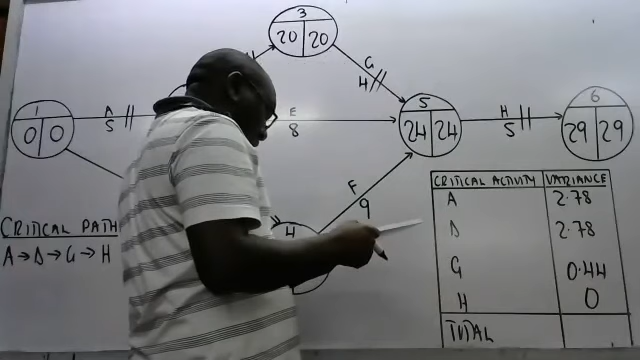 3
20 20
G
4
1
0 0
A
5
E
8
5
24 24
H
5
6
29 29
F
9
4
CRITICAL PATH
A→D→G→H
CRITICAL ACTIVITY VARIANCE
A 2.78
D 2.78
G 0.44
H 0
TOTAL